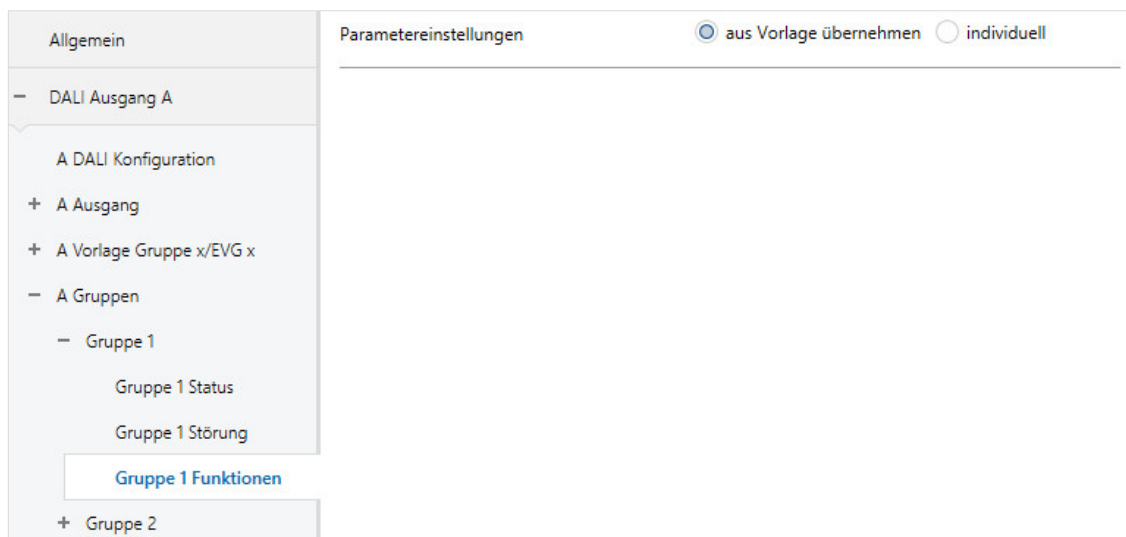 Allgemein
Parametereinstellungen
aus Vorlage übernehmen individuell
DALI Ausgang A
A DALI Konfiguration
A Ausgang
A Vorlage Gruppe x/EVG x
A Gruppen
Gruppe 1
Gruppe 1 Status
Gruppe 1 Störung
Gruppe 1 Funktionen
Gruppe 2